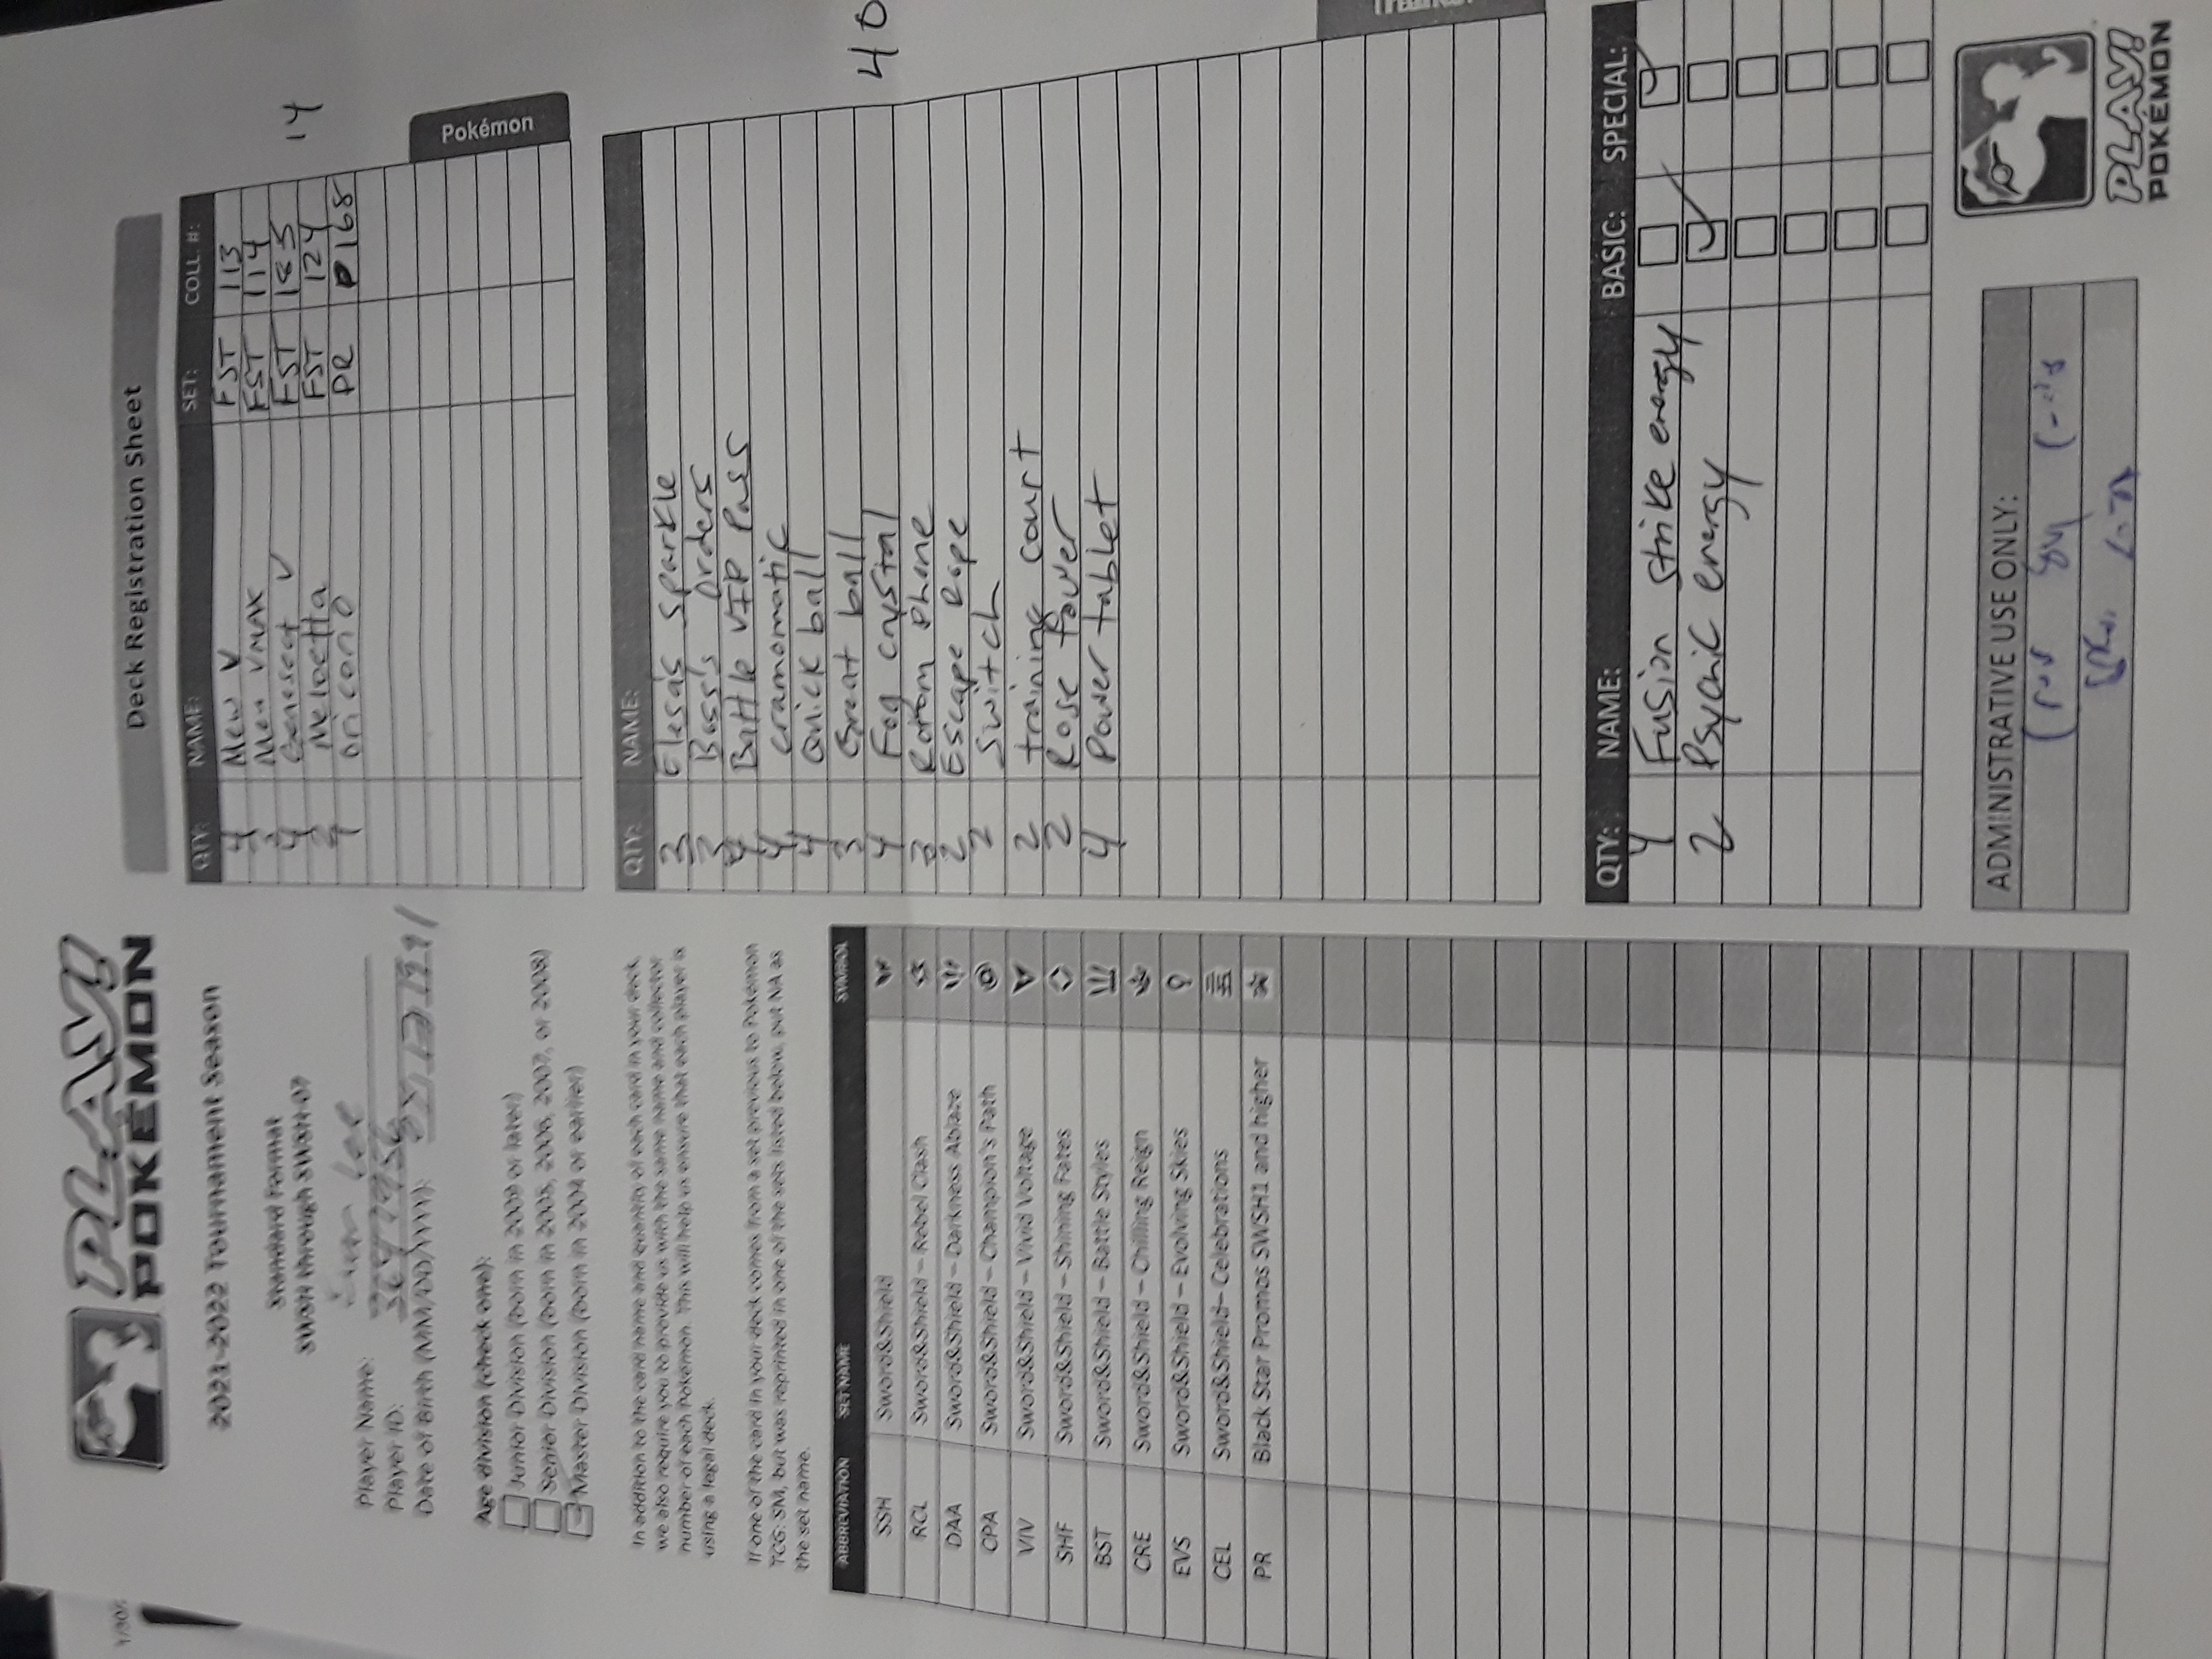 1/30/
PLAY!
POKÉMON
2021-2022 Tournament Season
Standard Format
SWSH through SWSH-07
Player Name: Lee
Player ID:
Date of Birth (MM/DD/YYYY):
Age division (check one):
Junior Division (born in 2009 or later)
Senior Division (born in 2005, 2006, 2007, or 2008)
Master Division (born in 2004 or earlier)
In addition to the card name and quantity of each card in your deck,
we also require you to provide us with the same name and collector
number of each Pokémon. This will help us ensure that each player is
using a legal deck.
If one of the card in your deck comes from a set previous to Pokémon
TCG: SM, but was reprinted in one of the sets listed below, put NA as
the set name.
ABBREVIATION SET NAME SYMBOL
SSH Sword&Shield
RCL Sword&Shield – Rebel Clash
DAA Sword&Shield – Darkness Ablaze
CPA Sword&Shield – Champion's Path
VIV Sword&Shield – Vivid Voltage
SHF Sword&Shield – Shining Fates
BST Sword&Shield – Battle Styles
CRE Sword&Shield – Chilling Reign
EVS Sword&Shield – Evolving Skies
CEL Sword&Shield– Celebrations
PR Black Star Promos SWSH1 and higher
Deck Registration Sheet
QTY: NAME: SET: COLL. #:
4 Mew V FST 113
Mew VMAX FST 114
4 Genesect V FST 185
2 Meloetta FST 124
1 oricorio PR P168
14
Pokémon
QTY: NAME:
3 Elesa's sparkle
3 Boss's Orders
4 Battle VIP Pass
4 cramomatic
4 Quick ball
3 Great ball
4 Fog crystal
3 Rotom Phone
2 Escape Rope
2 Switch
2 training court
2 Rose tower
4 Power tablet
40
QTY: NAME: BASIC: SPECIAL:
4 Fusion strike energy
2 Psychic energy
ADMINISTRATIVE USE ONLY:
PLAY!
POKÉMON